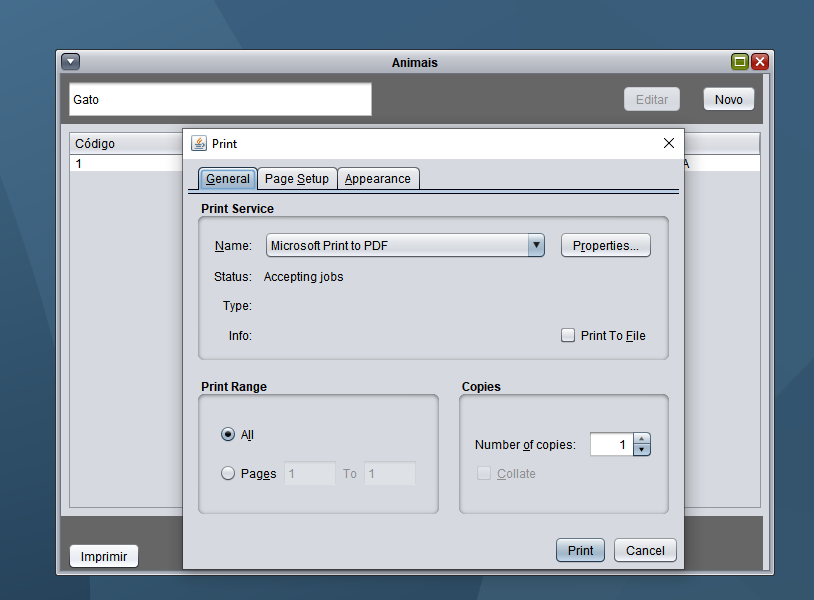 Animais
Gato
Editar
Novo
Código
1
A
Print
General
Page Setup
Appearance
Print Service
Name:
Microsoft Print to PDF
Properties...
Status:
Accepting jobs
Type:
Info:
Print To File
Print Range
All
Pages
1
To
1
Copies
Number of copies:
1
Collate
Print
Cancel
Imprimir